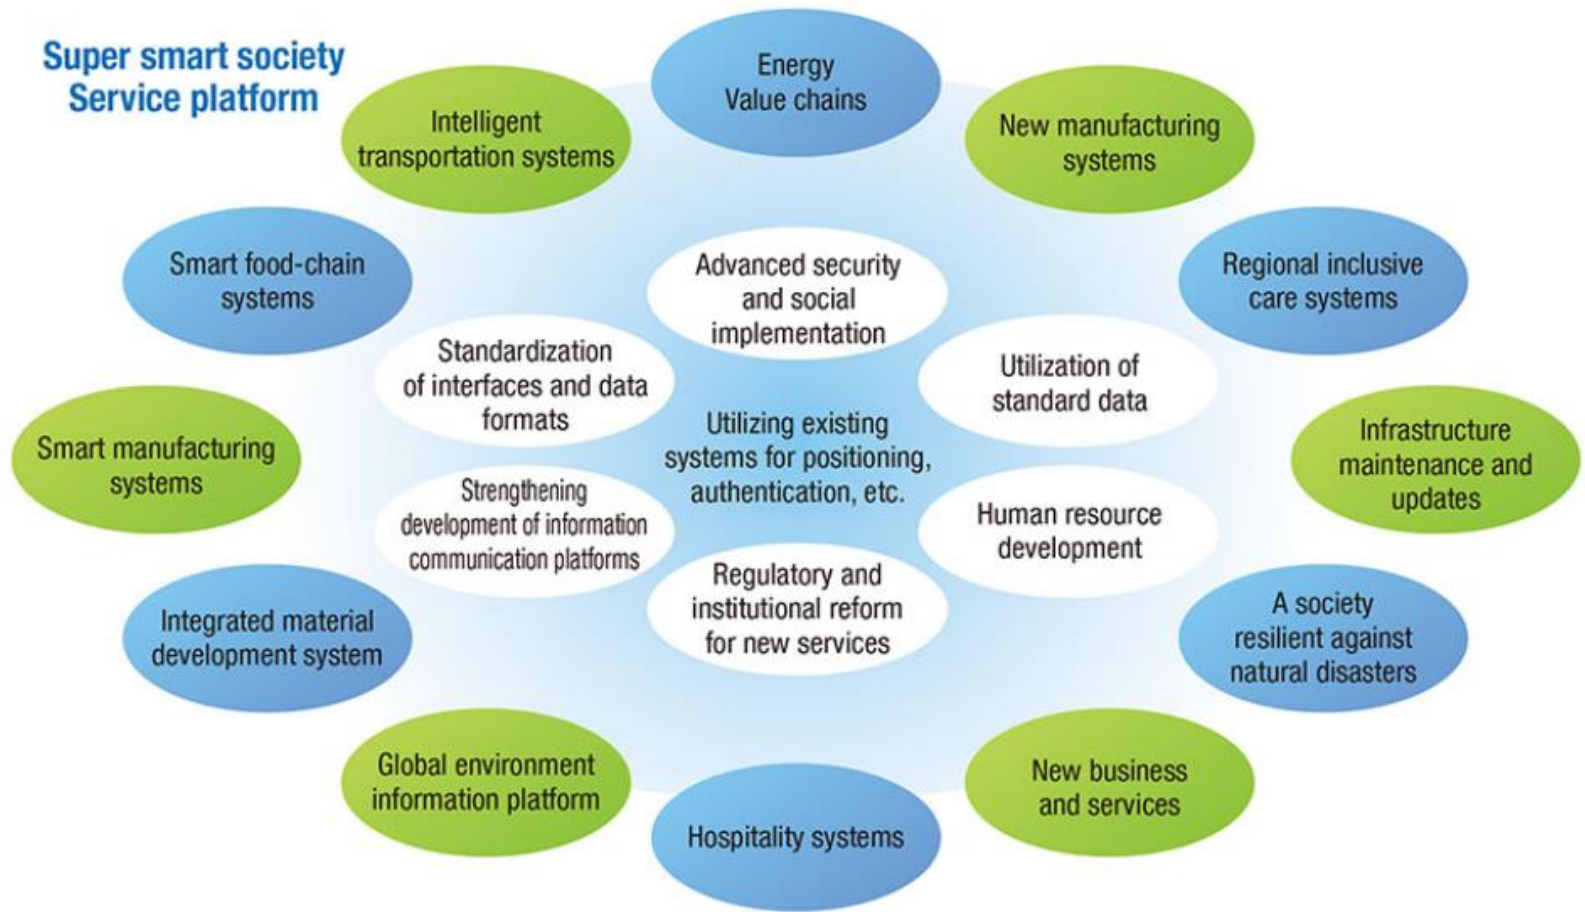 Super smart society
Service platform
Energy
Value chains
Intelligent
transportation systems
New manufacturing
systems
Smart food-chain
systems
Regional inclusive
care systems
Advanced security
and social
implementation
Standardization
of interfaces and data
formats
Utilization of
standard data
Utilizing existing
systems for positioning,
authentication, etc.
Smart manufacturing
systems
Infrastructure
maintenance and
updates
Strengthening
development of information
communication platforms
Human resource
development
Regulatory and
institutional reform
for new services
Integrated material
development system
A society
resilient against
natural disasters
Global environment
information platform
New business
and services
Hospitality systems